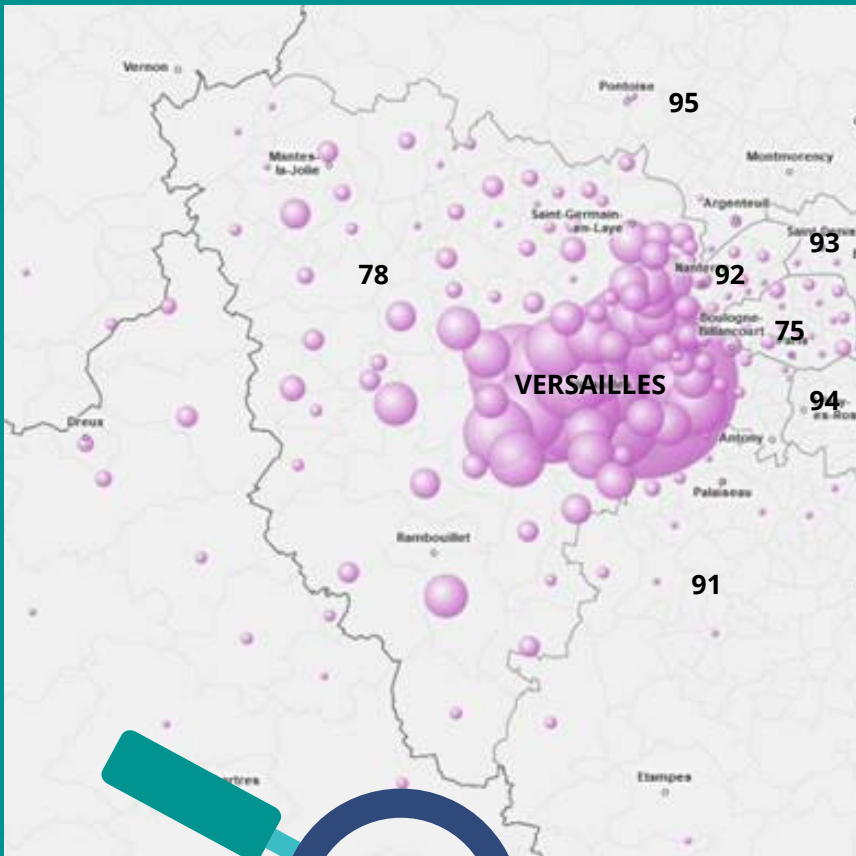 Vernon
Pontoise
95
Montmorency
Mantes-
la-Jolie
Argenteuil
Saint-Germain-
en-Laye
93
78
Nanterre
92
Boulogne-
Billancourt
75
VERSAILLES
94
Dreux
Antony
Palaiseau
Rambouillet
91
Etampes